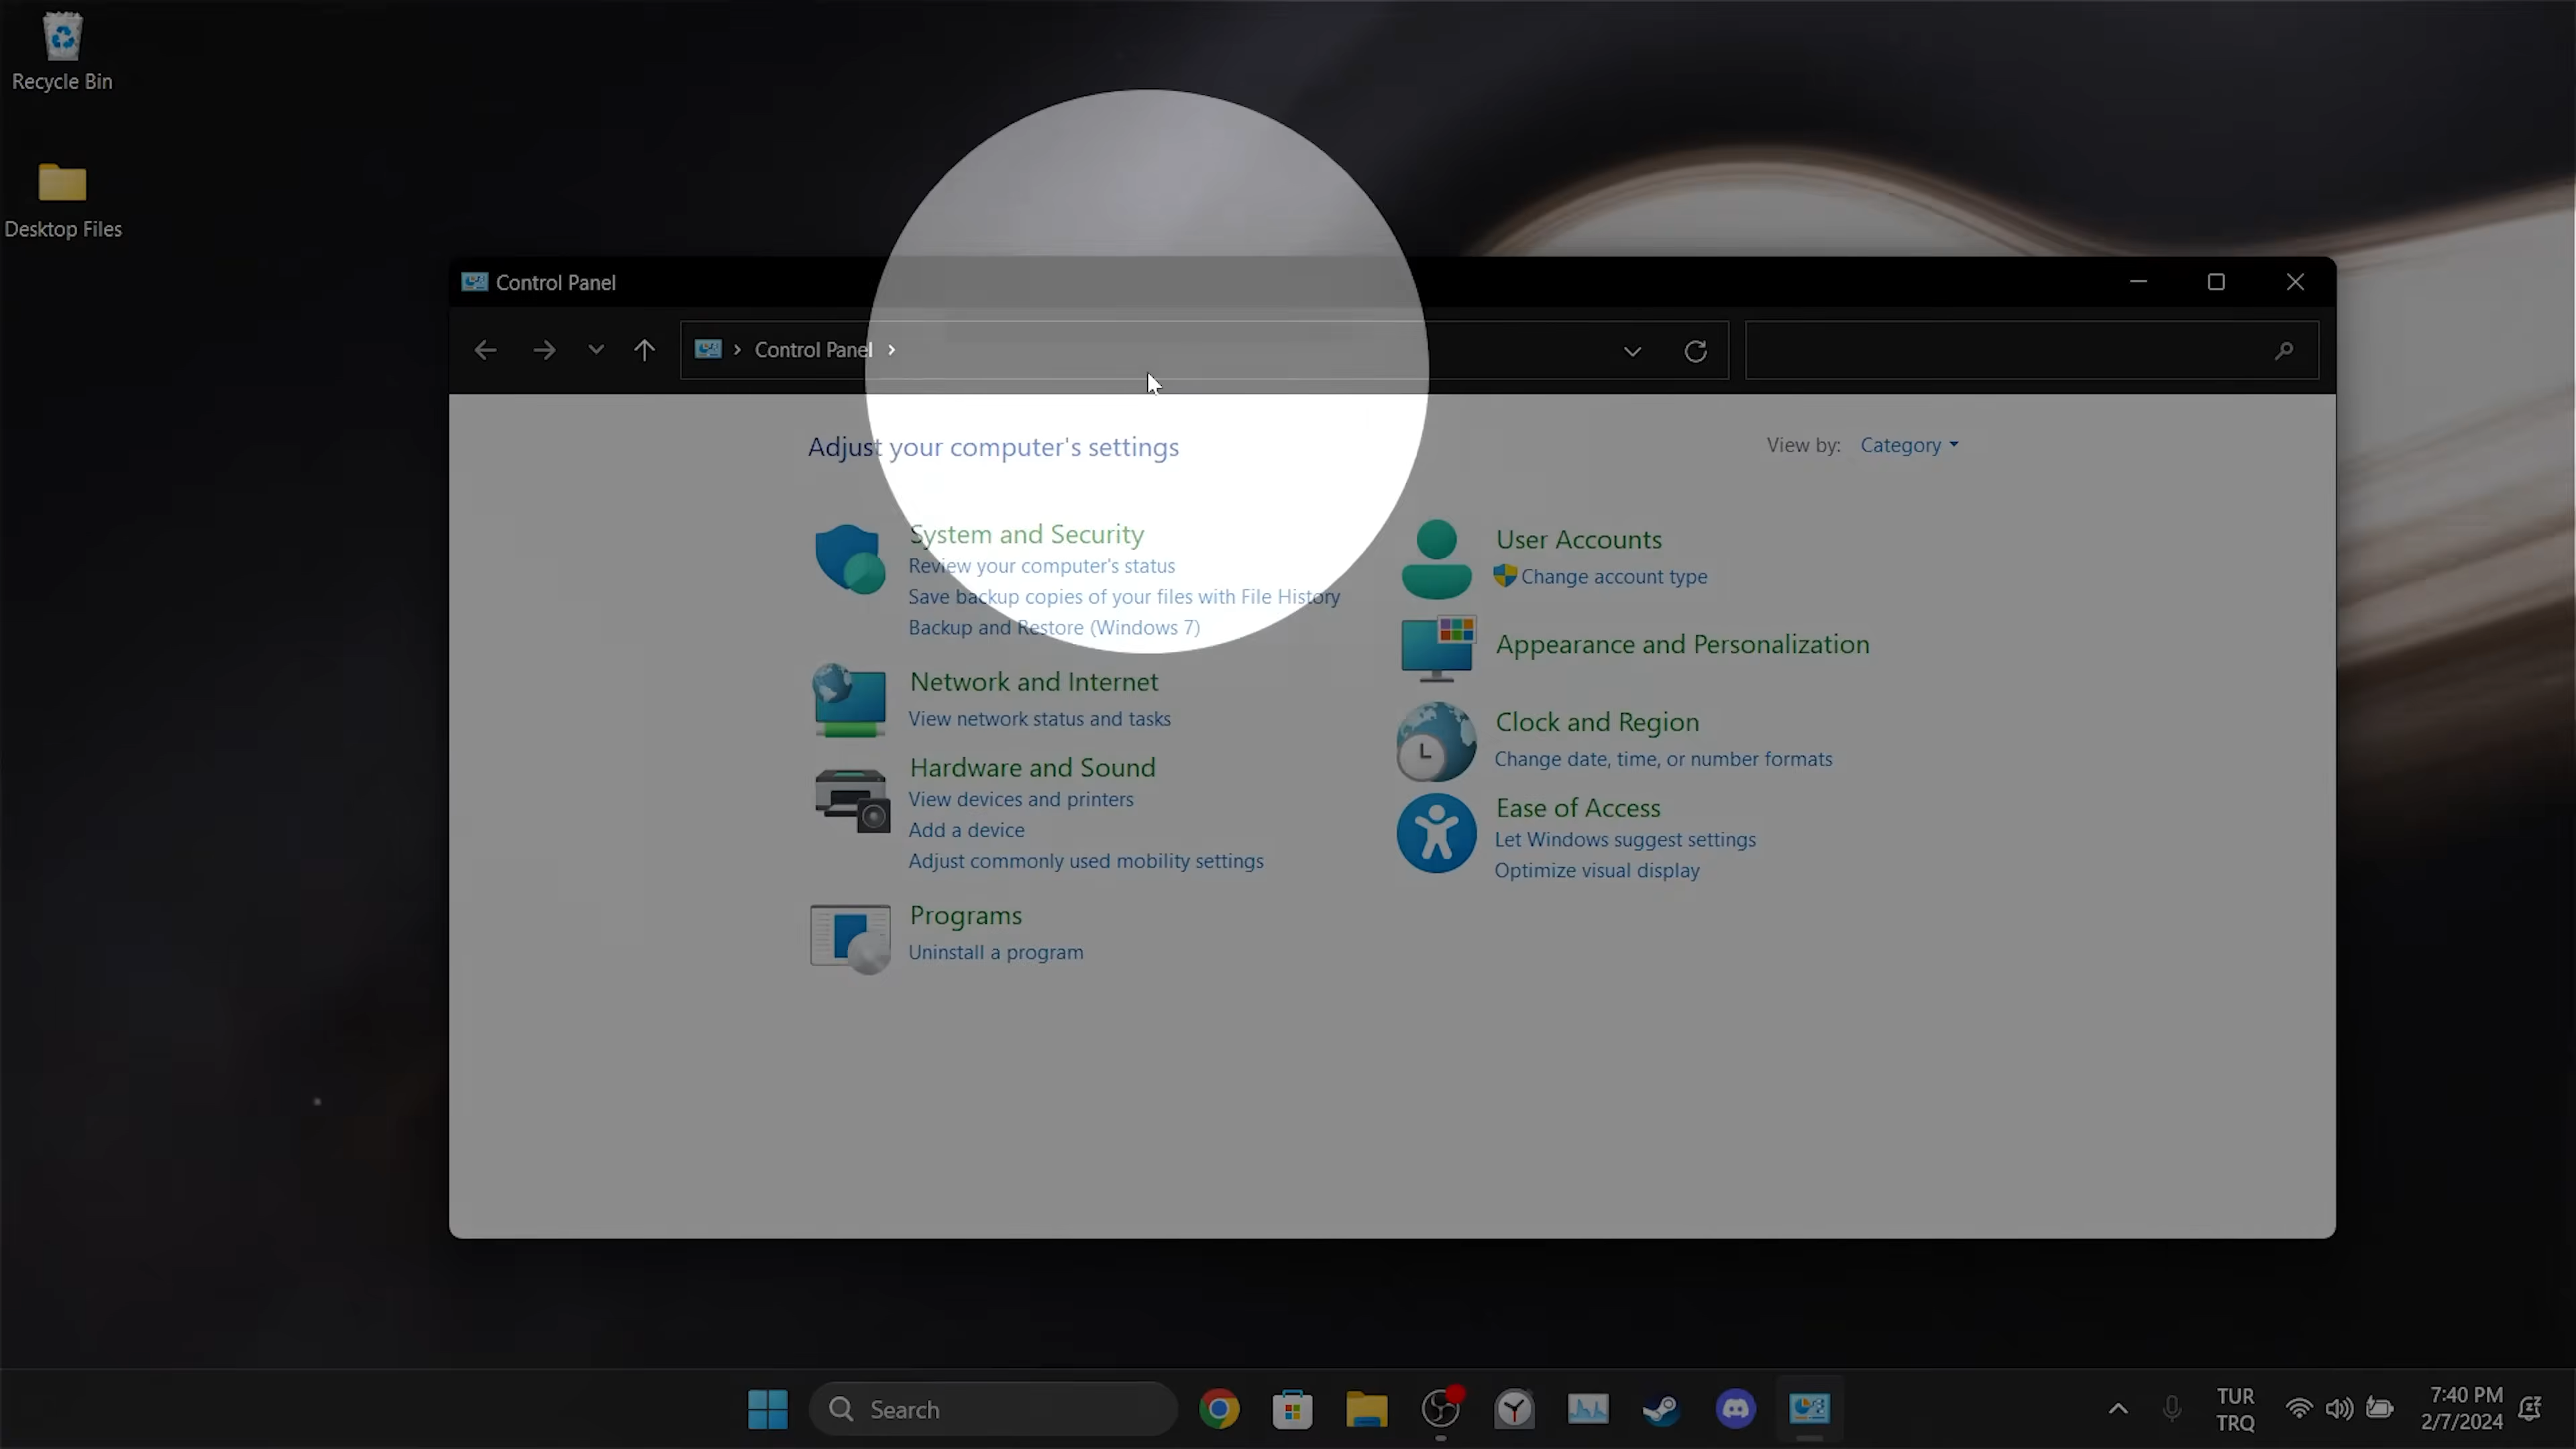 Recycle Bin
Desktop Files
Control Panel
Control Panel
Adjust your computer's settings
View by: Category
System and Security
Review your computer's status
Save backup copies of your files with File History
Backup and Restore (Windows 7)
Network and Internet
View network status and tasks
Hardware and Sound
View devices and printers
Add a device
Adjust commonly used mobility settings
Programs
Uninstall a program
User Accounts
Change account type
Appearance and Personalization
Clock and Region
Change date, time, or number formats
Ease of Access
Let Windows suggest settings
Optimize visual display
Search
TUR
TRQ
7:40 PM
2/7/2024